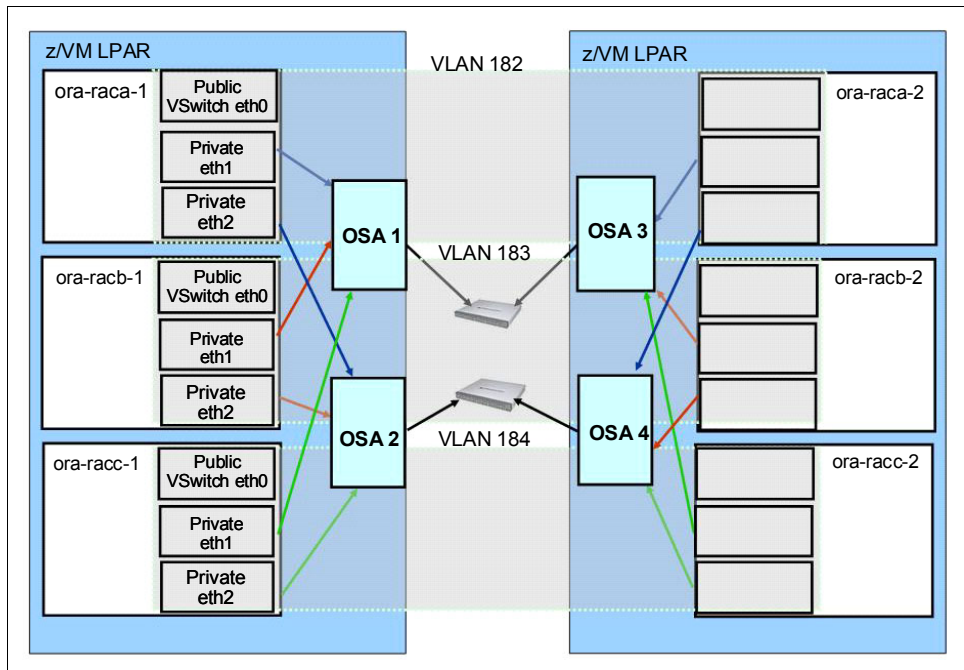 z/VM LPAR
ora-raca-1
Public
VSwitch eth0
Private
eth1
Private
eth2
ora-racb-1
Public
VSwitch eth0
Private
eth1
Private
eth2
ora-racc-1
Public
VSwitch eth0
Private
eth1
Private
eth2
OSA 1
OSA 2
VLAN 182
VLAN 183
VLAN 184
z/VM LPAR
OSA 3
OSA 4
ora-raca-2
ora-racb-2
ora-racc-2